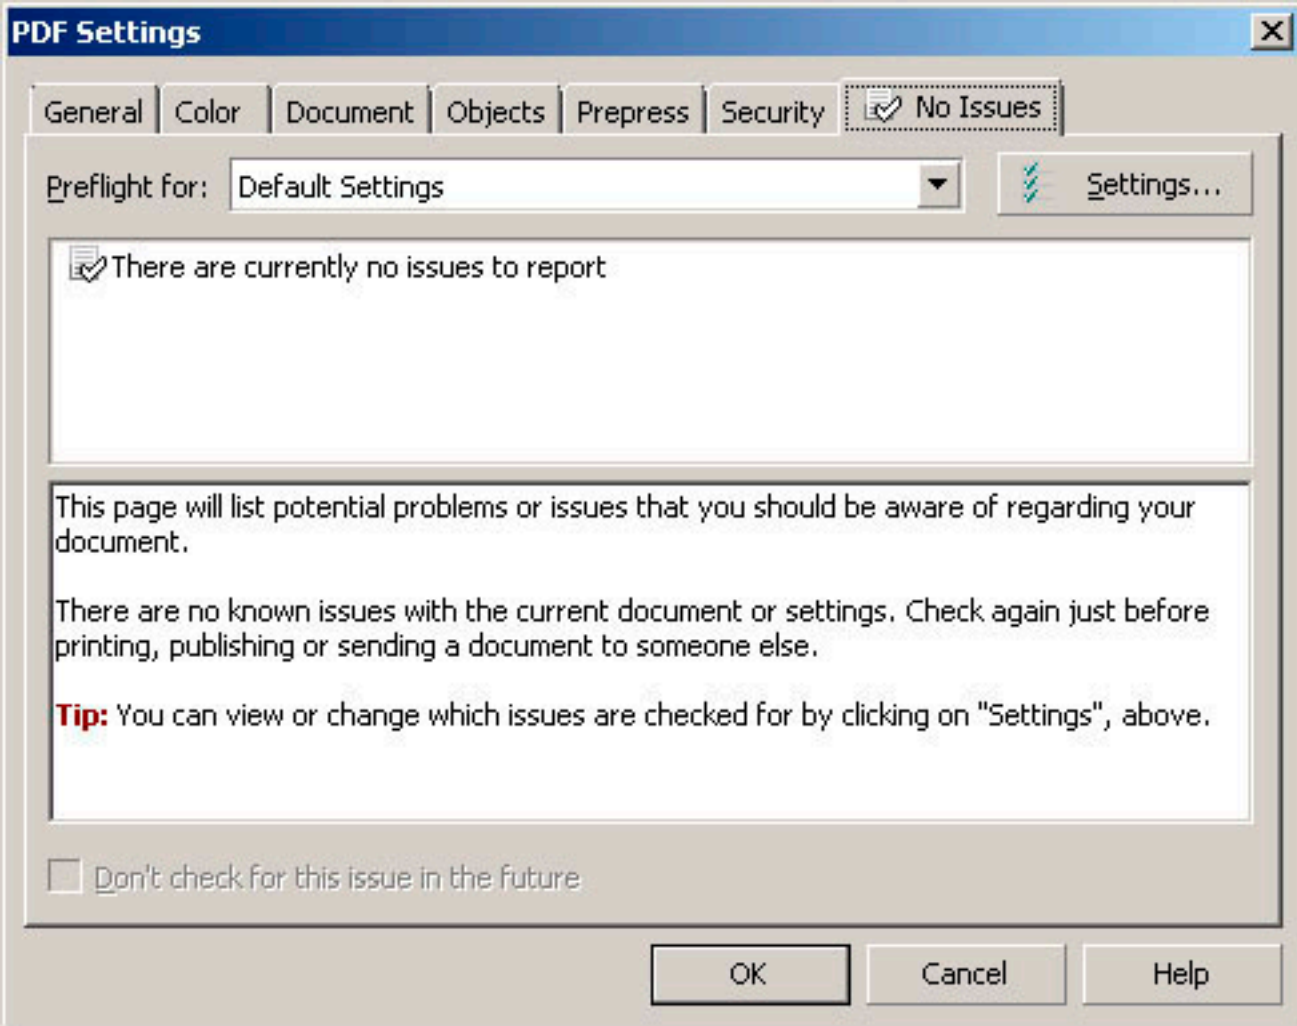 PDF Settings
General Color Document Objects Prepress Security No Issues
Preflight for: Default Settings Settings...
There are currently no issues to report
This page will list potential problems or issues that you should be aware of regarding your
document.
There are no known issues with the current document or settings. Check again just before
printing, publishing or sending a document to someone else.
Tip: You can view or change which issues are checked for by clicking on "Settings", above.
Don't check for this issue in the future
OK Cancel Help